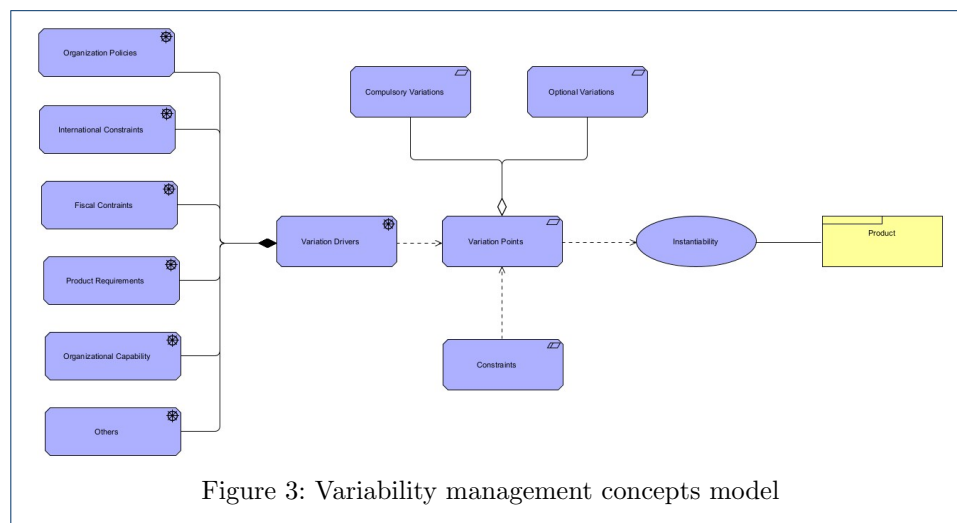 Organization Policies
International Constraints
Fiscal Contraints
Product Requirements
Organizational Capability
Others
Variation Drivers
Compulsory Variations
Optional Variations
Variation Points
Constraints
Instantiability
Product
Figure 3: Variability management concepts model